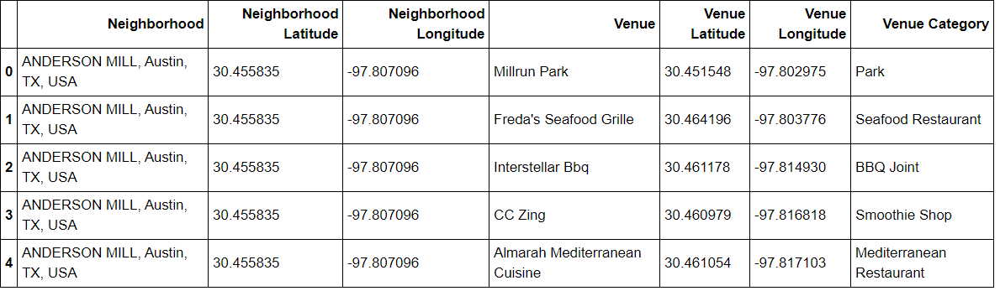 Neighborhood Neighborhood Latitude Neighborhood Longitude Venue Venue Latitude Venue Longitude Venue Category
0 ANDERSON MILL, Austin, TX, USA 30.455835 -97.807096 Millrun Park 30.451548 -97.802975 Park
1 ANDERSON MILL, Austin, TX, USA 30.455835 -97.807096 Freda's Seafood Grille 30.464196 -97.803776 Seafood Restaurant
2 ANDERSON MILL, Austin, TX, USA 30.455835 -97.807096 Interstellar Bbq 30.461178 -97.814930 BBQ Joint
3 ANDERSON MILL, Austin, TX, USA 30.455835 -97.807096 CC Zing 30.460979 -97.816818 Smoothie Shop
4 ANDERSON MILL, Austin, TX, USA 30.455835 -97.807096 Almarah Mediterranean Cuisine 30.461054 -97.817103 Mediterranean Restaurant